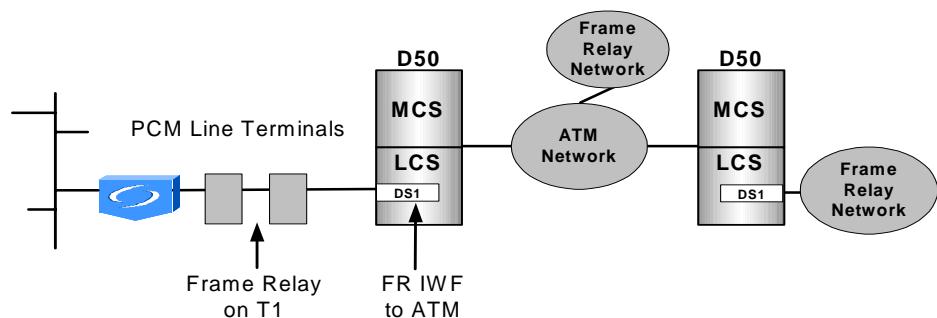 Frame
Relay
Network
D50
D50
MCS
MCS
PCM Line Terminals
ATM
Network
LCS
LCS
DS1
DS1
Frame
Relay
Network
Frame Relay
on T1
FR IWF
to ATM